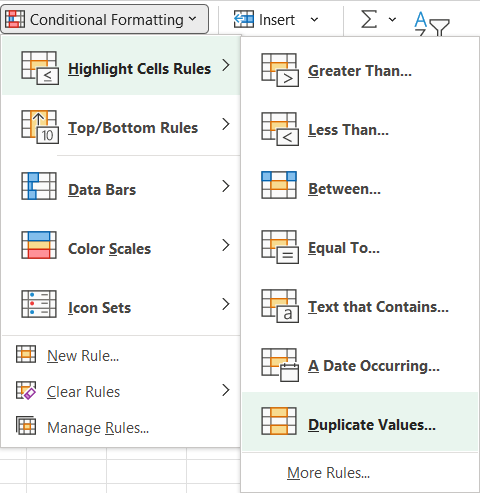 Conditional Formatting
Insert
Σ
A
Z
Highlight Cells Rules
≤
Top/Bottom Rules
10
Data Bars
Color Scales
Icon Sets
New Rule...
Clear Rules
Manage Rules...
>
Greater Than...
<
Less Than...
Between...
=
Equal To...
a
Text that Contains...
A Date Occurring...
Duplicate Values...
More Rules...